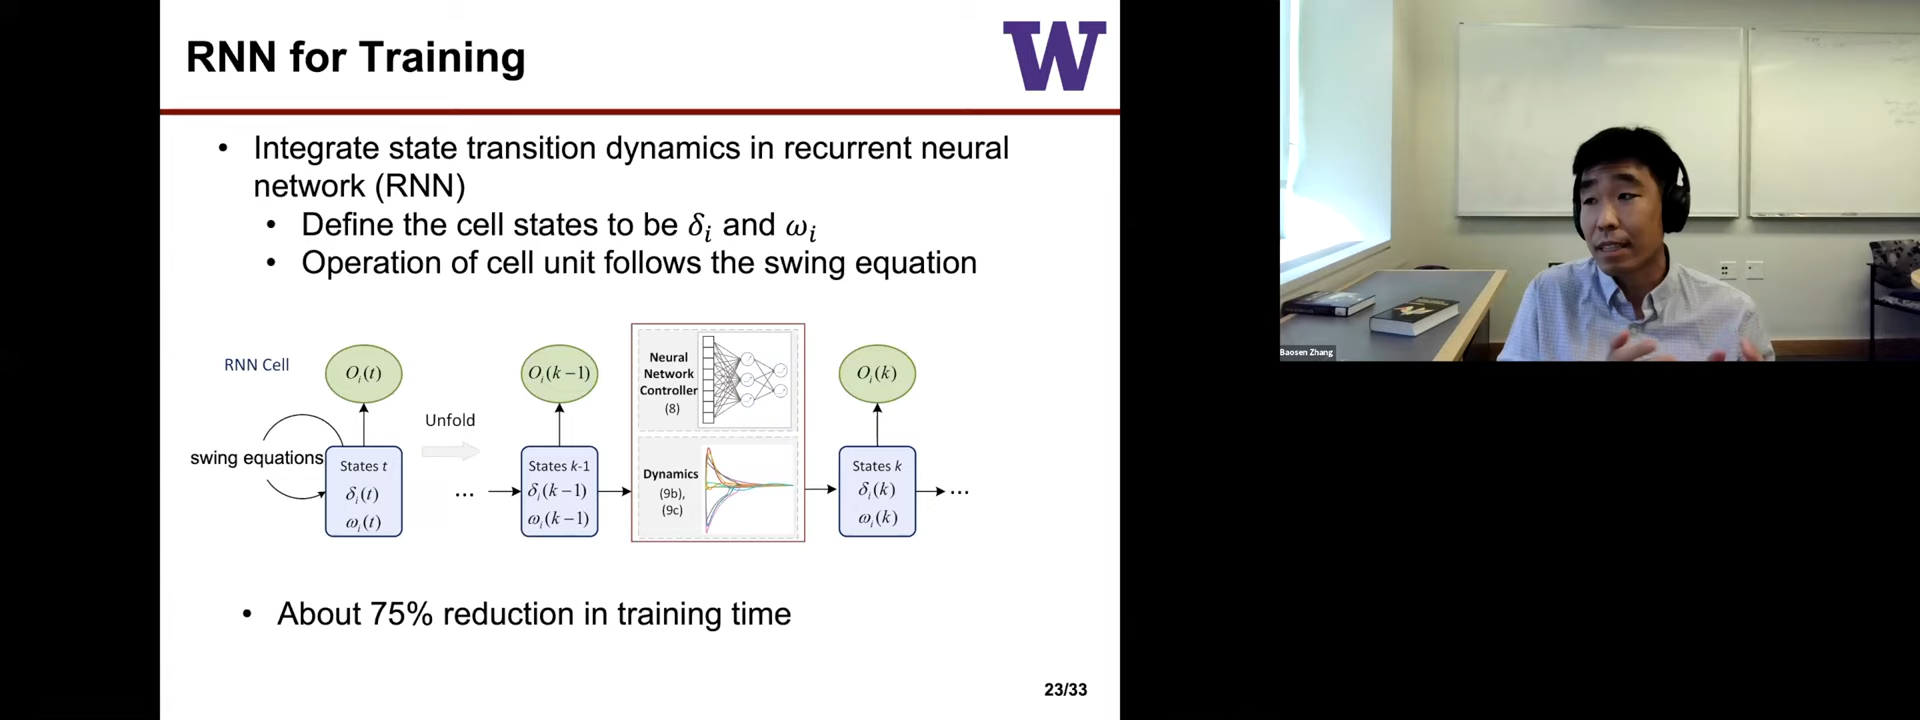 RNN for Training
W
• Integrate state transition dynamics in recurrent neural
network (RNN)
• Define the cell states to be δᵢ and ωᵢ
• Operation of cell unit follows the swing equation
RNN Cell
Oᵢ(t)
swing equations
States t
δᵢ(t)
ωᵢ(t)
Unfold
...
Oᵢ(k−1)
States k-1
δᵢ(k−1)
ωᵢ(k−1)
Neural
Network
Controller
(8)
Dynamics
(9b),
(9c)
Oᵢ(k)
States k
δᵢ(k)
ωᵢ(k)
...
• About 75% reduction in training time
23/33
Baosen Zhang